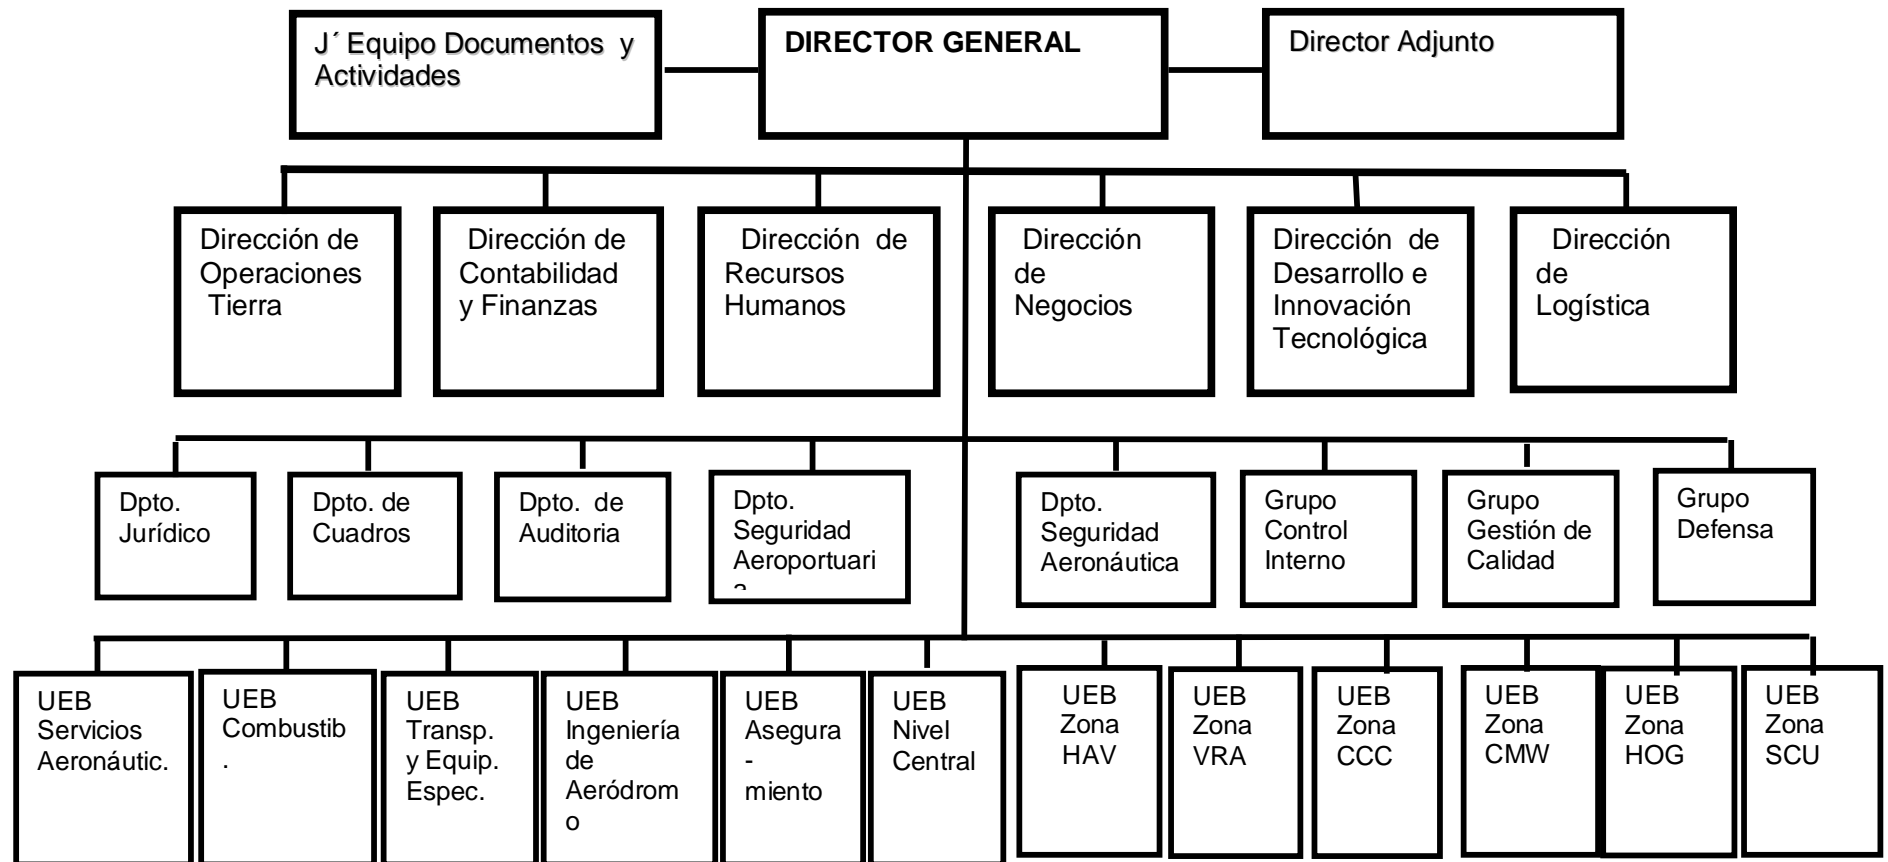 J´ Equipo Documentos y
Actividades
DIRECTOR GENERAL
Director Adjunto
Dirección de
Operaciones
Tierra
Dirección de
Contabilidad
y Finanzas
Dirección de
Recursos
Humanos
Dirección
de
Negocios
Dirección de
Desarrollo e
Innovación
Tecnológica
Dirección
de
Logística
Dpto.
Jurídico
Dpto. de
Cuadros
Dpto. de
Auditoria
Dpto.
Seguridad
Aeroportuari
a
Dpto.
Seguridad
Aeronáutica
Grupo
Control
Interno
Grupo
Gestión de
Calidad
Grupo
Defensa
UEB
Servicios
Aeronáutic.
UEB
Combustib
.
UEB
Transp.
y Equip.
Espec.
UEB
Ingeniería
de
Aeródrom
o
UEB
Asegura
-
miento
UEB
Nivel
Central
UEB
Zona
HAV
UEB
Zona
VRA
UEB
Zona
CCC
UEB
Zona
CMW
UEB
Zona
HOG
UEB
Zona
SCU